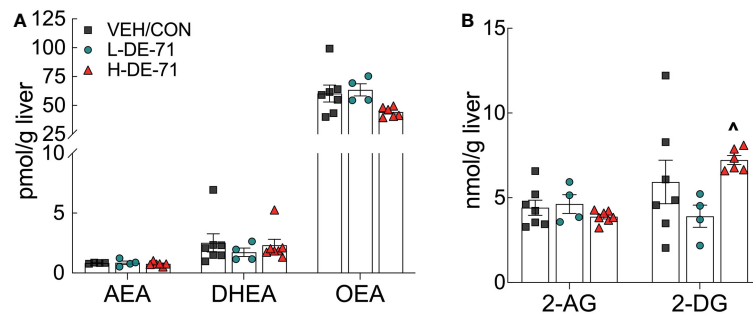 A
125
100
75
50
25
10
5
0
pmol/g liver
VEH/CON
L-DE-71
H-DE-71
AEA
DHEA
OEA
B
15
10
5
0
nmol/g liver
^
2-AG
2-DG